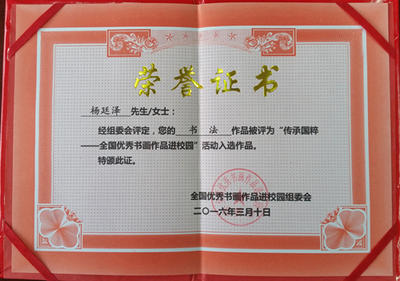 荣誉证书
杨廷泽 先生/女士：
经组委会评定，您的 书法 作品被评为“传承国粹
——全国优秀书画作品进校园”活动入选作品。
特颁此证。
全国优秀书画作品进校园组委会
二〇一六年三月十日